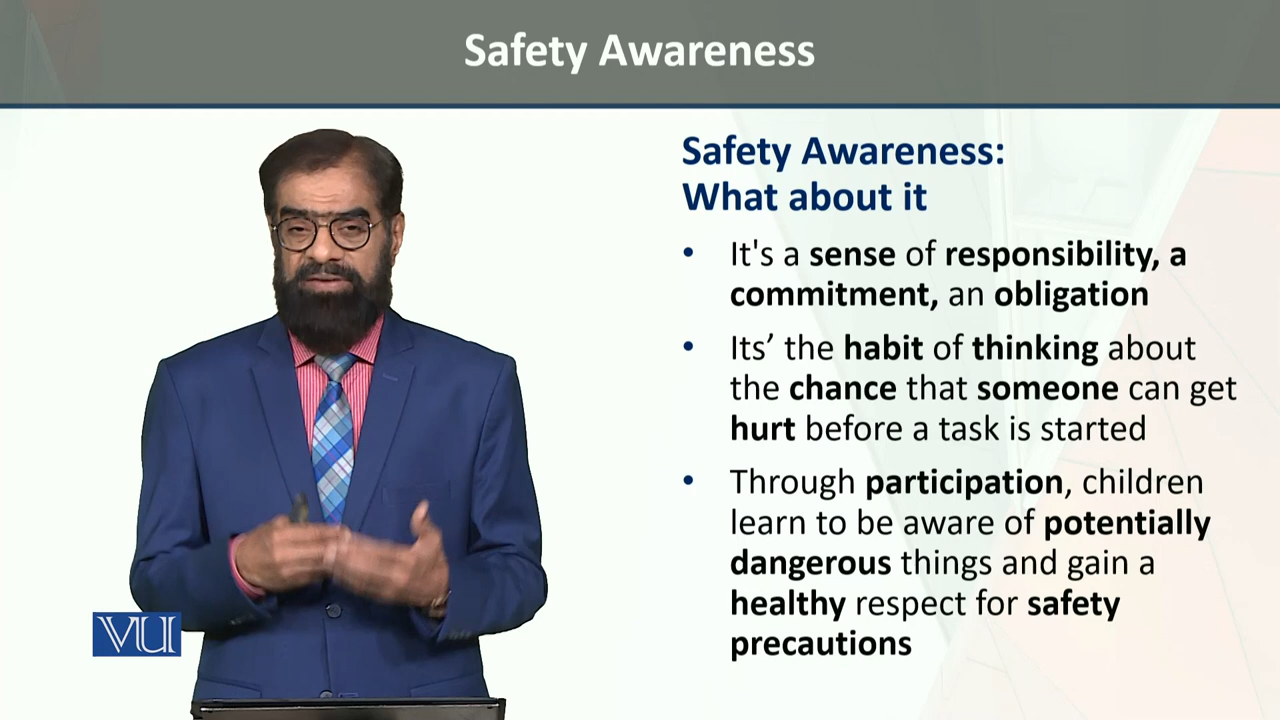 Safety Awareness
Safety Awareness:
What about it
• It's a sense of responsibility, a
commitment, an obligation
• Its’ the habit of thinking about
the chance that someone can get
hurt before a task is started
• Through participation, children
learn to be aware of potentially
dangerous things and gain a
healthy respect for safety
precautions
VU